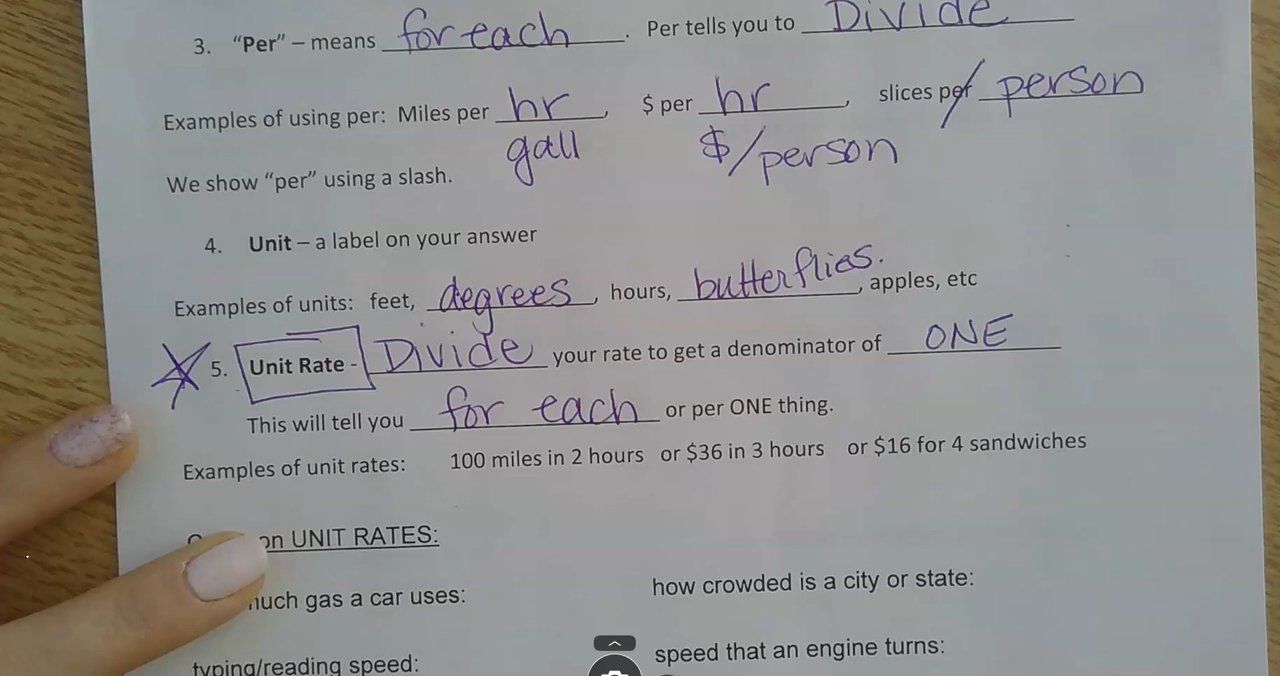 3. "Per" – means for each. Per tells you to Divide
Examples of using per: Miles per hr, $ per hr, slices per / person
gall $/person
We show "per" using a slash.
4. Unit – a label on your answer
Examples of units: feet, degrees, hours, butterflies., apples, etc
5. Unit Rate - Divide your rate to get a denominator of ONE
This will tell you for each or per ONE thing.
Examples of unit rates: 100 miles in 2 hours or $36 in 3 hours or $16 for 4 sandwiches
on UNIT RATES:
much gas a car uses: how crowded is a city or state:
typing/reading speed: speed that an engine turns: